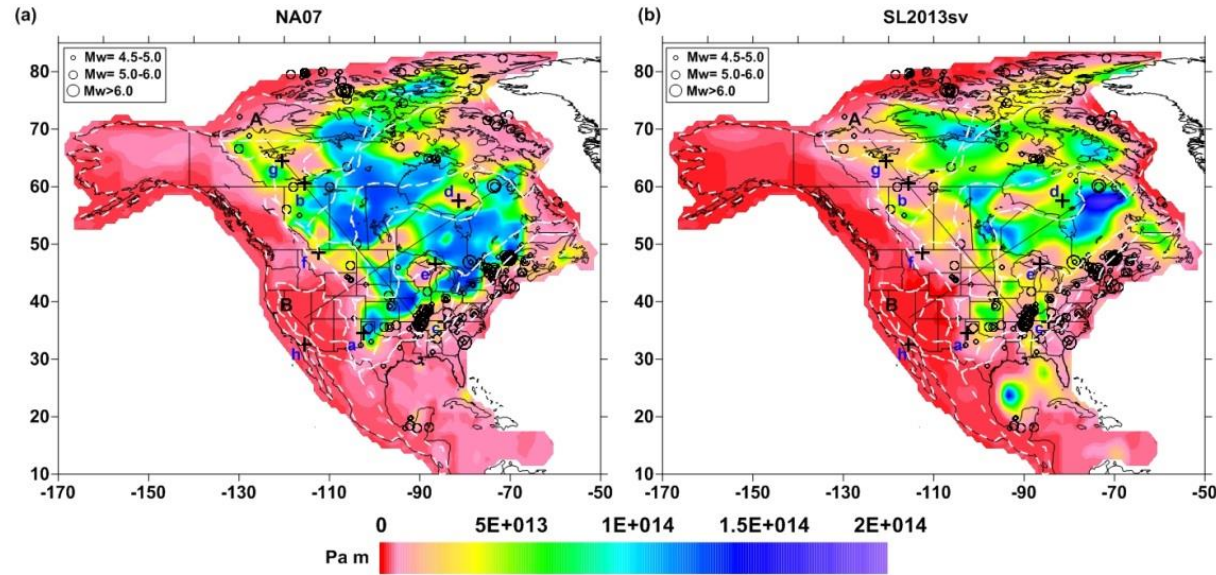 (a) NA07
Mw= 4.5-5.0
Mw= 5.0-6.0
Mw>6.0
80
70
60
50
40
30
20
10
A
g
b
d
f
e
B
a
c
h
-170 -150 -130 -110 -90 -70 -50
(b) SL2013sv
Mw= 4.5-5.0
Mw= 5.0-6.0
Mw>6.0
80
70
60
50
40
30
20
10
A
g
b
d
f
e
B
a
c
h
-170 -150 -130 -110 -90 -70 -50
0 5E+013 1E+014 1.5E+014 2E+014
Pa m